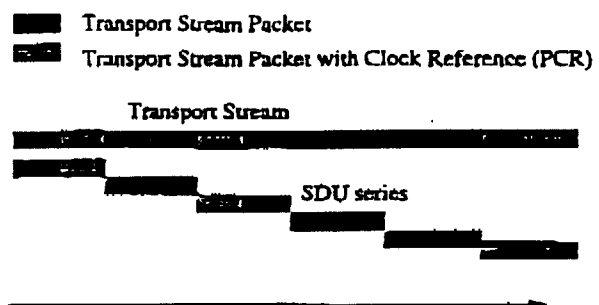 Transport Stream Packet
Transport Stream Packet with Clock Reference (PCR)
Transport Stream
SDU series